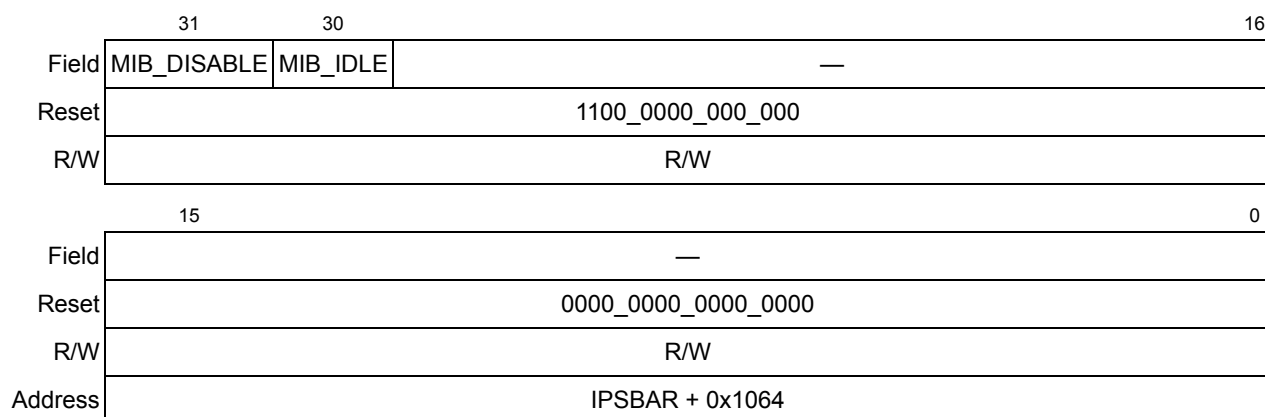 31 30 16
Field MIB_DISABLE MIB_IDLE —
Reset 1100_0000_000_000
R/W R/W
15 0
Field —
Reset 0000_0000_0000_0000
R/W R/W
Address IPSBAR + 0x1064